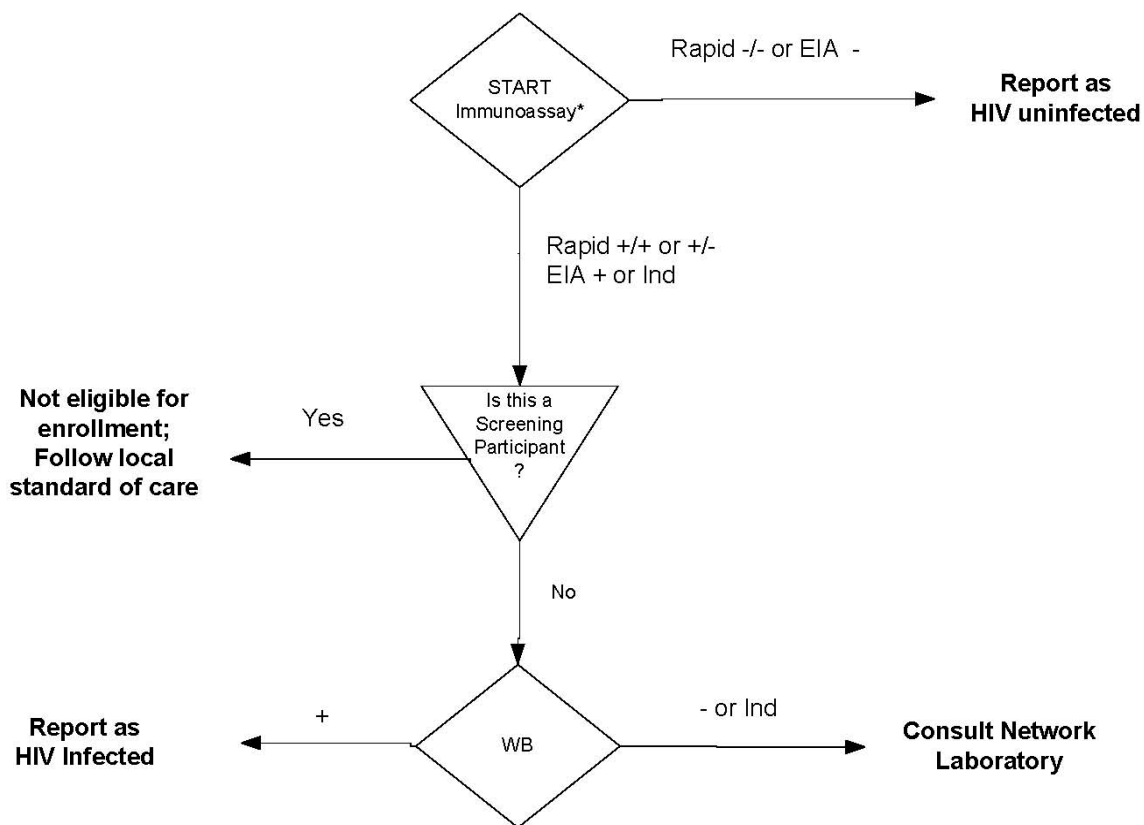 START
Immunoassay*
Rapid -/- or EIA  -
Report as
HIV uninfected
Rapid +/+ or +/-
EIA + or Ind
Is this a
Screening
Participant
?
Yes
Not eligible for
enrollment;
Follow local
standard of care
No
WB
+
Report as
HIV Infected
- or Ind
Consult Network
Laboratory